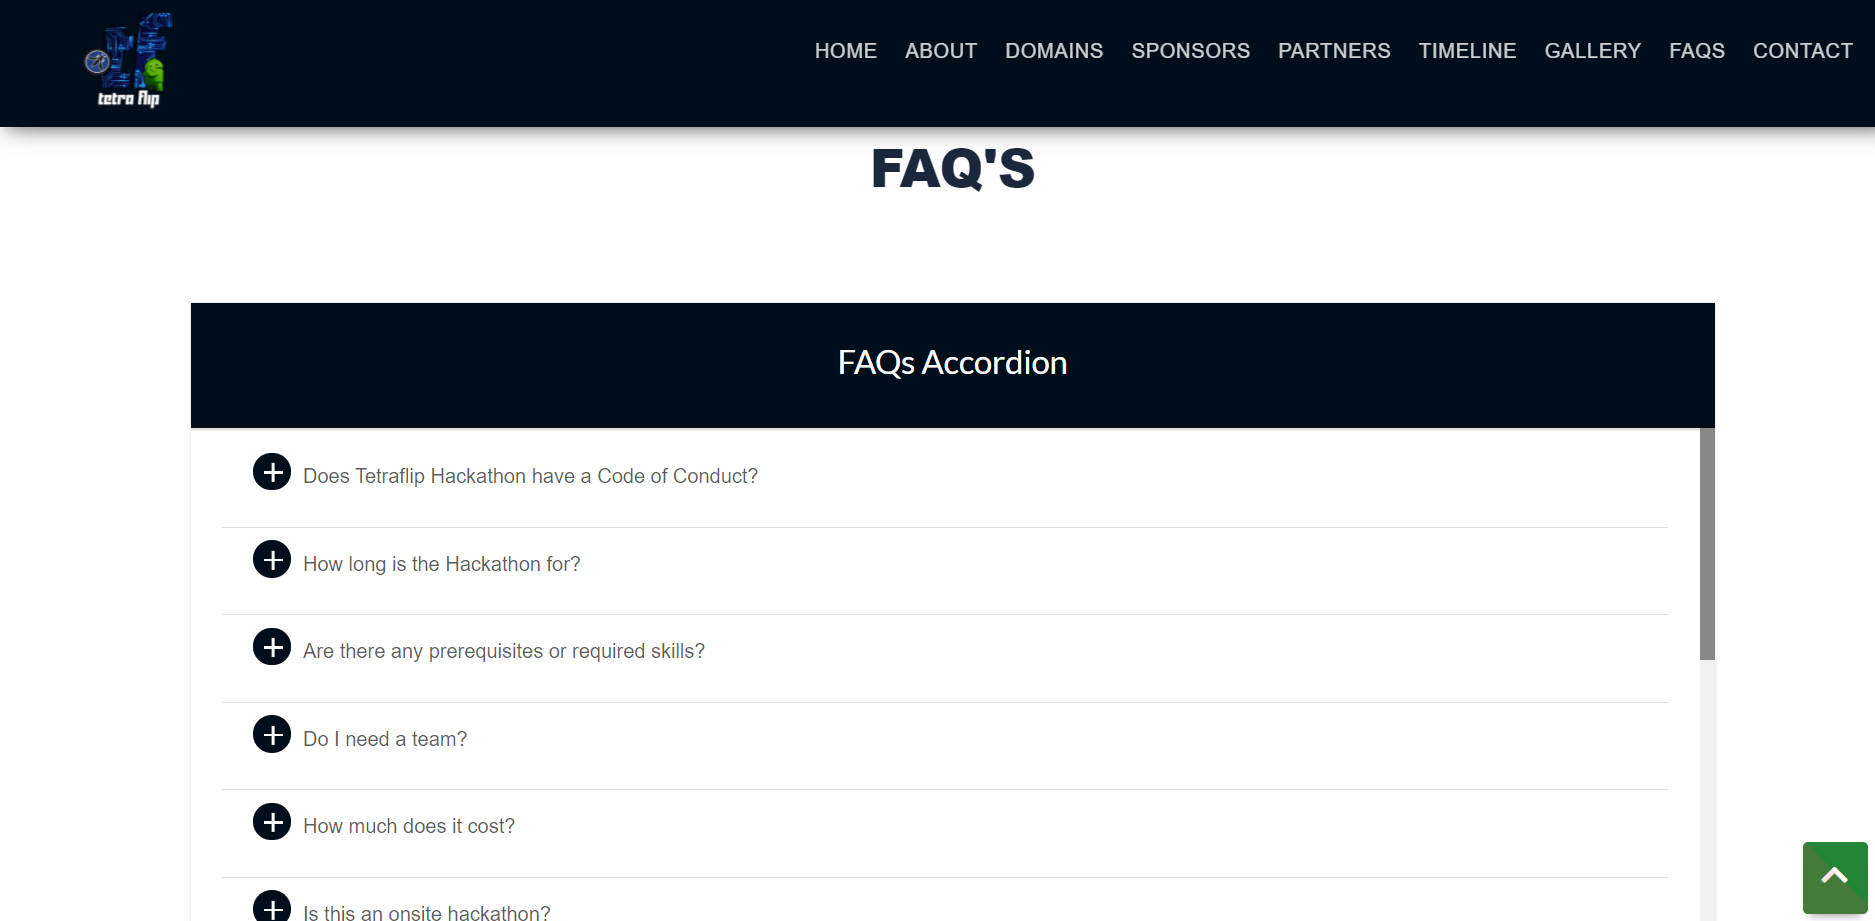 tetra flip
HOME ABOUT DOMAINS SPONSORS PARTNERS TIMELINE GALLERY FAQS CONTACT
FAQ'S
FAQs Accordion
Does Tetraflip Hackathon have a Code of Conduct?
How long is the Hackathon for?
Are there any prerequisites or required skills?
Do I need a team?
How much does it cost?
Is this an onsite hackathon?